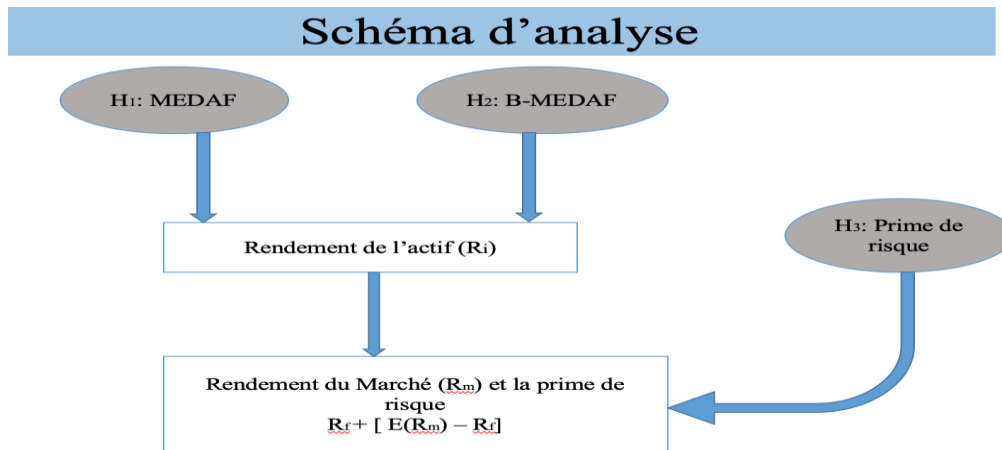 Schéma d'analyse
H1: MEDAF
H2: B-MEDAF
Rendement de l'actif (Ri)
H3: Prime de
risque
Rendement du Marché (Rm) et la prime de
risque
Rf + [ E(Rm) – Rf]